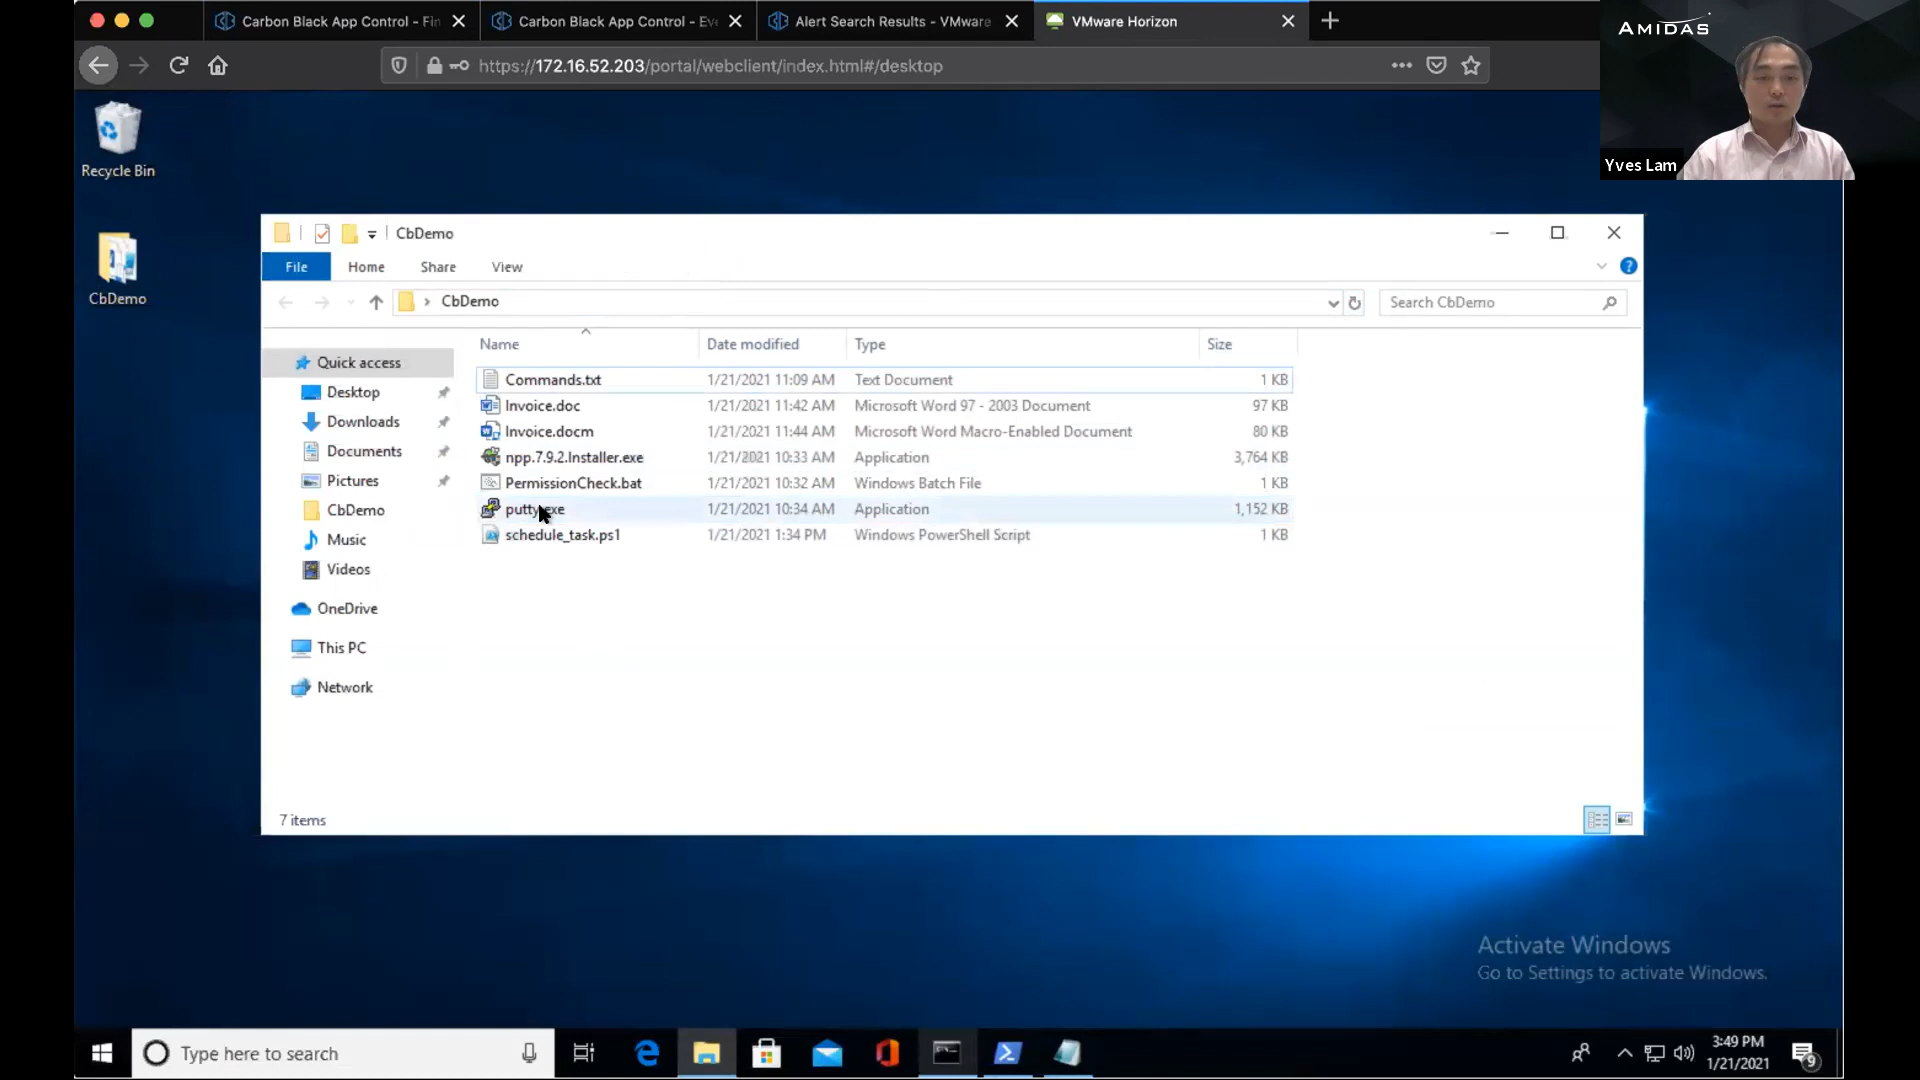 Carbon Black App Control - Fin
Carbon Black App Control - Eve
Alert Search Results - VMware
VMware Horizon
https://172.16.52.203/portal/webclient/index.html#/desktop
AMIDAS
Yves Lam
Recycle Bin
CbDemo
CbDemo
File Home Share View
CbDemo
Search CbDemo
Name Date modified Type Size
Quick access
Desktop
Downloads
Documents
Pictures
CbDemo
Music
Videos
OneDrive
This PC
Network
Commands.txt 1/21/2021 11:09 AM Text Document 1 KB
Invoice.doc 1/21/2021 11:42 AM Microsoft Word 97 - 2003 Document 97 KB
Invoice.docm 1/21/2021 11:44 AM Microsoft Word Macro-Enabled Document 80 KB
npp.7.9.2.Installer.exe 1/21/2021 10:33 AM Application 3,764 KB
PermissionCheck.bat 1/21/2021 10:32 AM Windows Batch File 1 KB
putty.exe 1/21/2021 10:34 AM Application 1,152 KB
schedule_task.ps1 1/21/2021 1:34 PM Windows PowerShell Script 1 KB
7 items
Activate Windows
Go to Settings to activate Windows.
Type here to search
3:49 PM
1/21/2021
9